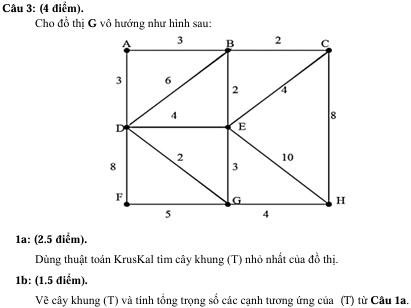 Câu 3: (4 điểm).
Cho đồ thị G vô hướng như hình sau:
A 3 B 2 C
3 6 2 4
4 8
D E
8 2 3 10
F G H
5 4
1a: (2.5 điểm).
Dùng thuật toán KrusKal tìm cây khung (T) nhỏ nhất của đồ thị.
1b: (1.5 điểm).
Vẽ cây khung (T) và tính tổng trọng số các cạnh tương ứng của (T) từ Câu 1a.